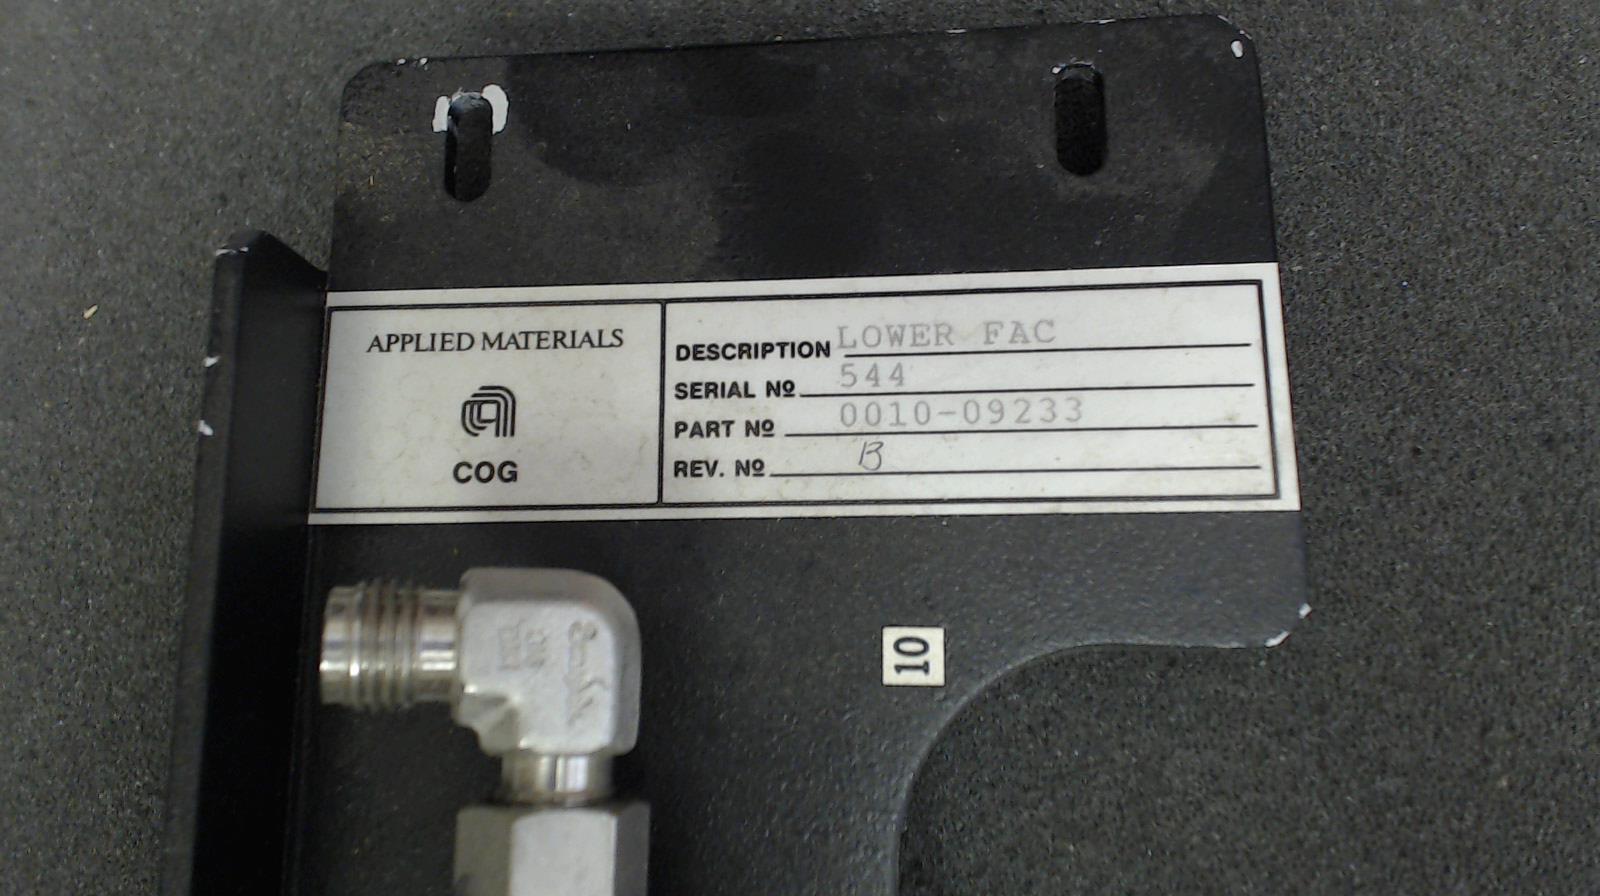 APPLIED MATERIALS
COG
DESCRIPTION LOWER FAC
SERIAL Nº 544
PART Nº 0010-09233
REV. Nº B
10